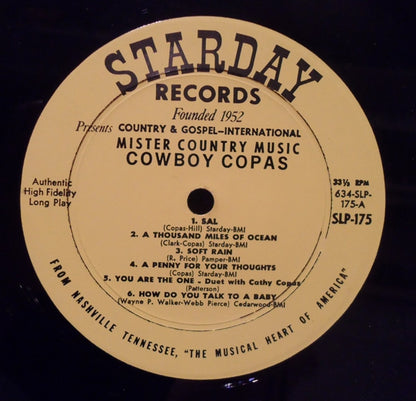 STARDAY
RECORDS
Founded 1952
Presents COUNTRY & GOSPEL–INTERNATIONAL
MISTER COUNTRY MUSIC
COWBOY COPAS
Authentic
High Fidelity
Long Play
33⅓ RPM
634-SLP-
175-A
SLP-175
1. SAL
(Copas-Hill) Starday-BMI
2. A THOUSAND MILES OF OCEAN
(Clark-Copas) Starday-BMI
3. SOFT RAIN
(R. Price) Pamper-BMI
4. A PENNY FOR YOUR THOUGHTS
(Copas) Starday-BMI
5. YOU ARE THE ONE - Duet with Cathy Copas
(Patterson)
6. HOW DO YOU TALK TO A BABY
(Wayne P. Walker-Webb Pierce) Cedarwood-BMI
FROM NASHVILLE TENNESSEE, "THE MUSICAL HEART OF AMERICA"